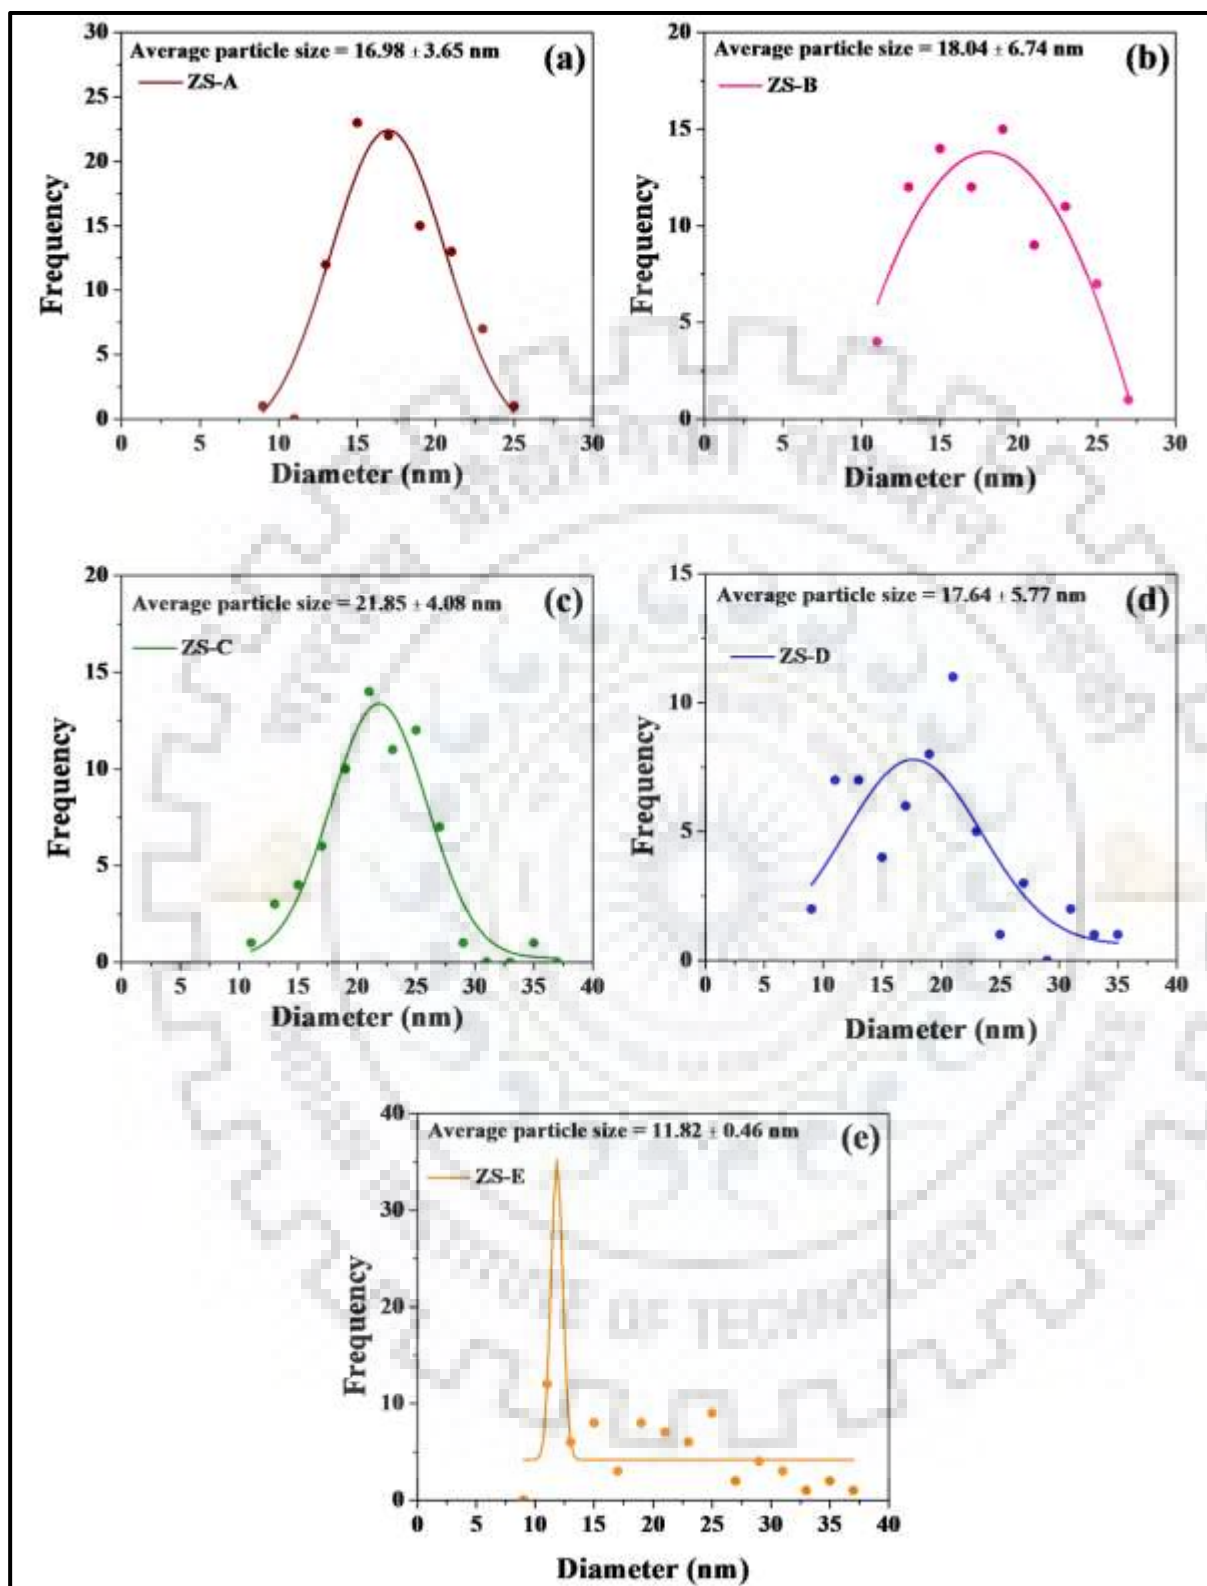 Average particle size = 16.98 ± 3.65 nm
(a)
ZS-A
Frequency
30
25
20
15
10
5
0
0 5 10 15 20 25 30
Diameter (nm)
Average particle size = 18.04 ± 6.74 nm
(b)
ZS-B
Frequency
20
15
10
5
0
0 5 10 15 20 25 30
Diameter (nm)
Average particle size = 21.85 ± 4.08 nm
(c)
ZS-C
Frequency
20
15
10
5
0
0 5 10 15 20 25 30 35 40
Diameter (nm)
Average particle size = 17.64 ± 5.77 nm
(d)
ZS-D
Frequency
15
10
5
0
0 5 10 15 20 25 30 35 40
Diameter (nm)
Average particle size = 11.82 ± 0.46 nm
(e)
ZS-E
Frequency
40
30
20
10
0
0 5 10 15 20 25 30 35 40
Diameter (nm)
OF TECHNOLOGY